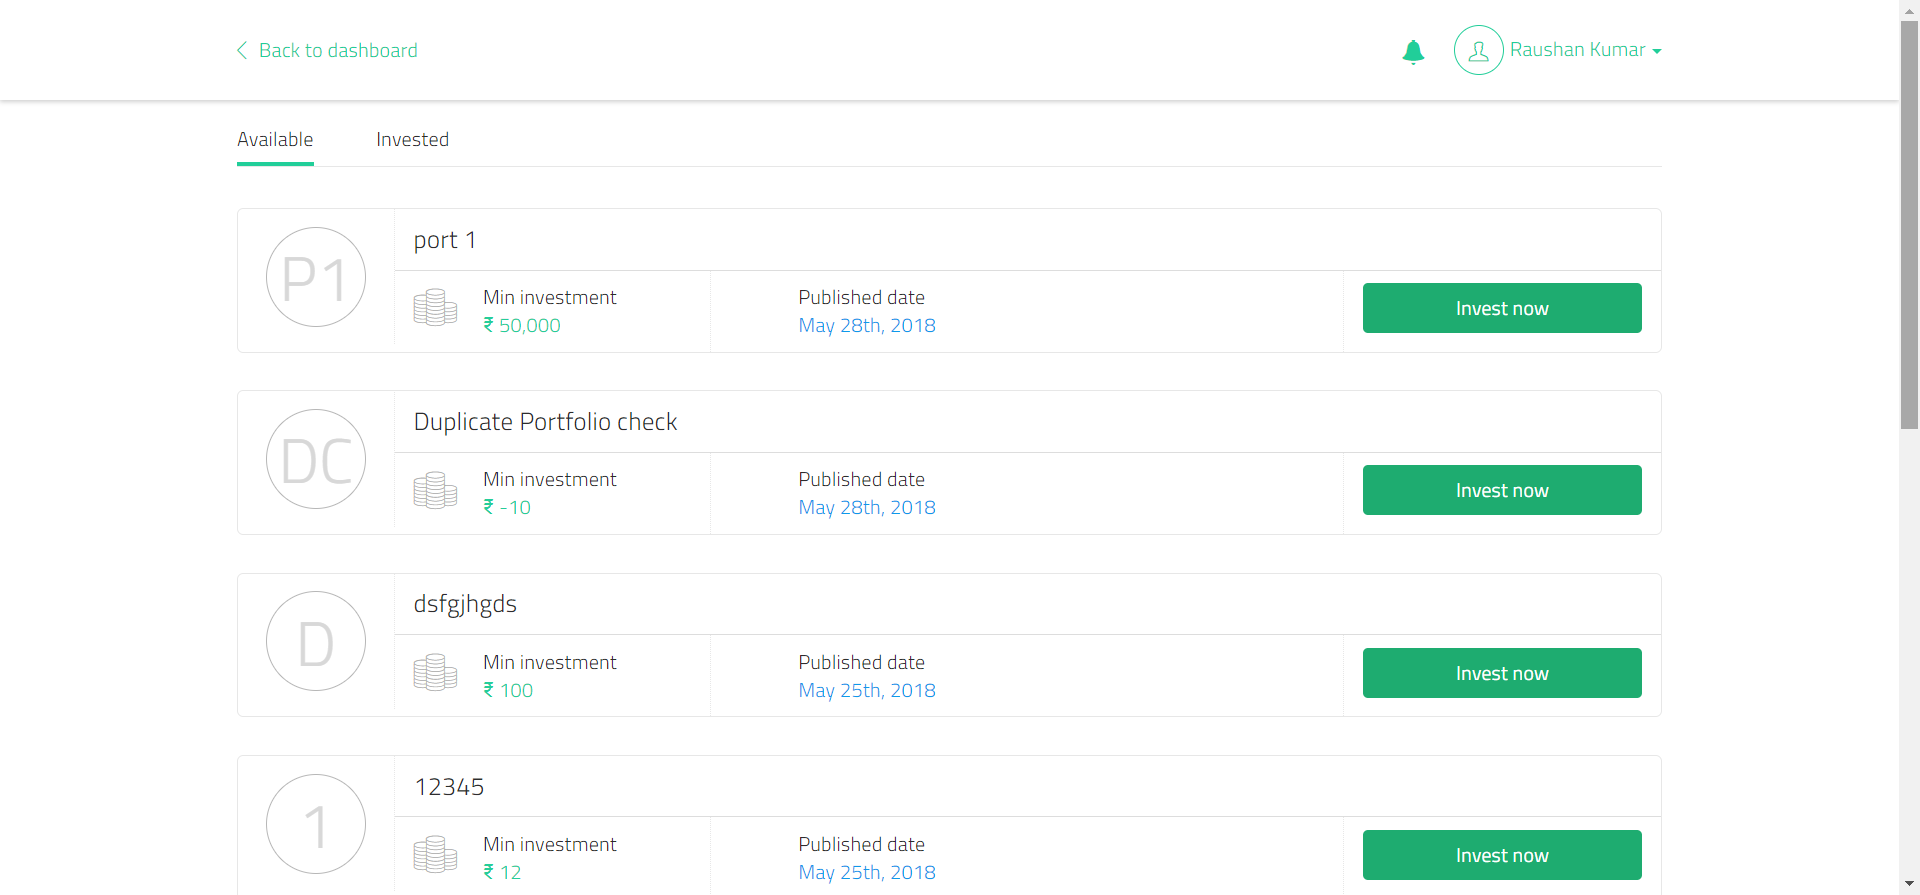 Back to dashboard
Raushan Kumar
Available
Invested
P1
port 1
Min investment
₹ 50,000
Published date
May 28th, 2018
Invest now
DC
Duplicate Portfolio check
Min investment
₹ -10
Published date
May 28th, 2018
Invest now
D
dsfgjhgds
Min investment
₹ 100
Published date
May 25th, 2018
Invest now
1
12345
Min investment
₹ 12
Published date
May 25th, 2018
Invest now